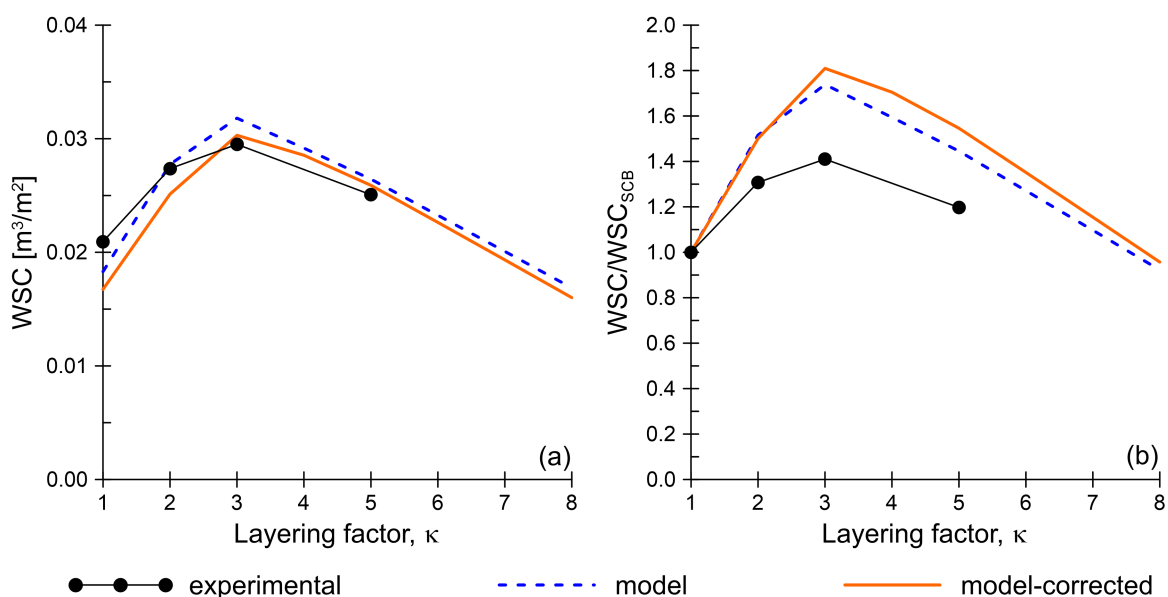 0.04
0.03
0.02
0.01
0.00
WSC [m³/m²]
1 2 3 4 5 6 7 8
Layering factor, κ
(a)
2.0
1.8
1.6
1.4
1.2
1.0
0.8
0.6
0.4
0.2
0.0
WSC/WSC_SCB
1 2 3 4 5 6 7 8
Layering factor, κ
(b)
experimental model model-corrected